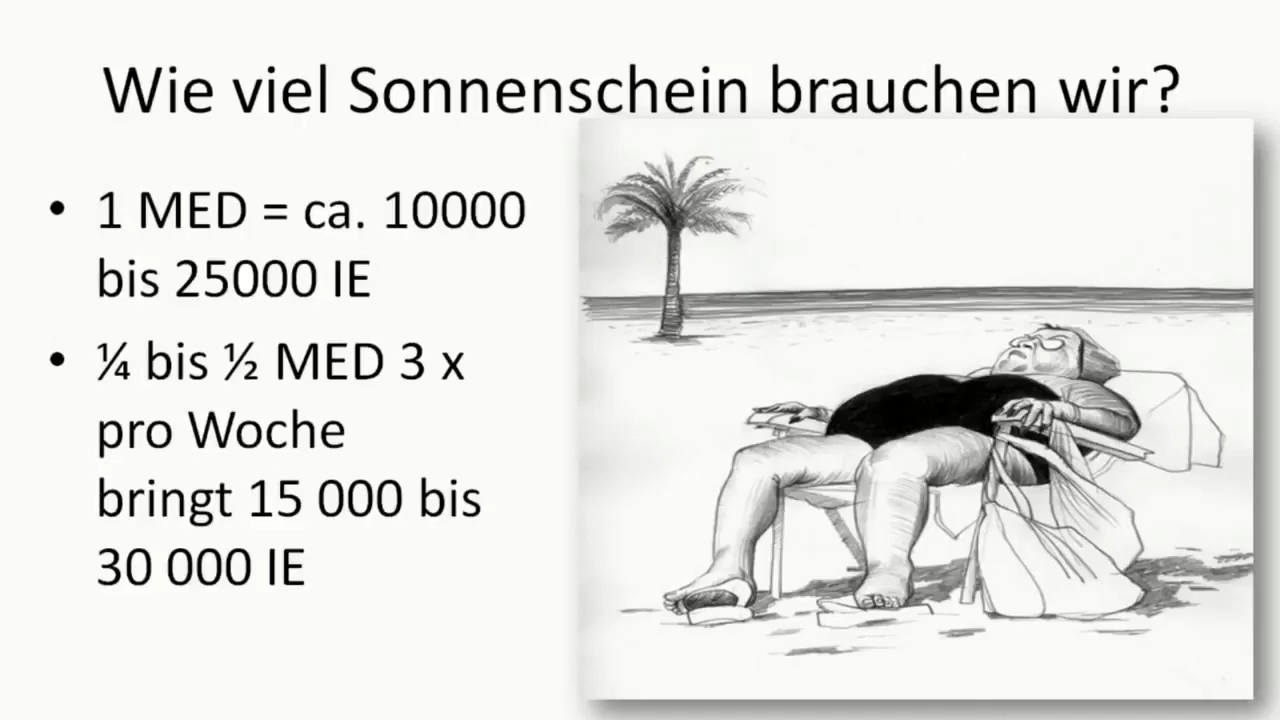 Wie viel Sonnenschein brauchen wir?
• 1 MED = ca. 10000
bis 25000 IE
• ¼ bis ½ MED 3 x
pro Woche
bringt 15 000 bis
30 000 IE